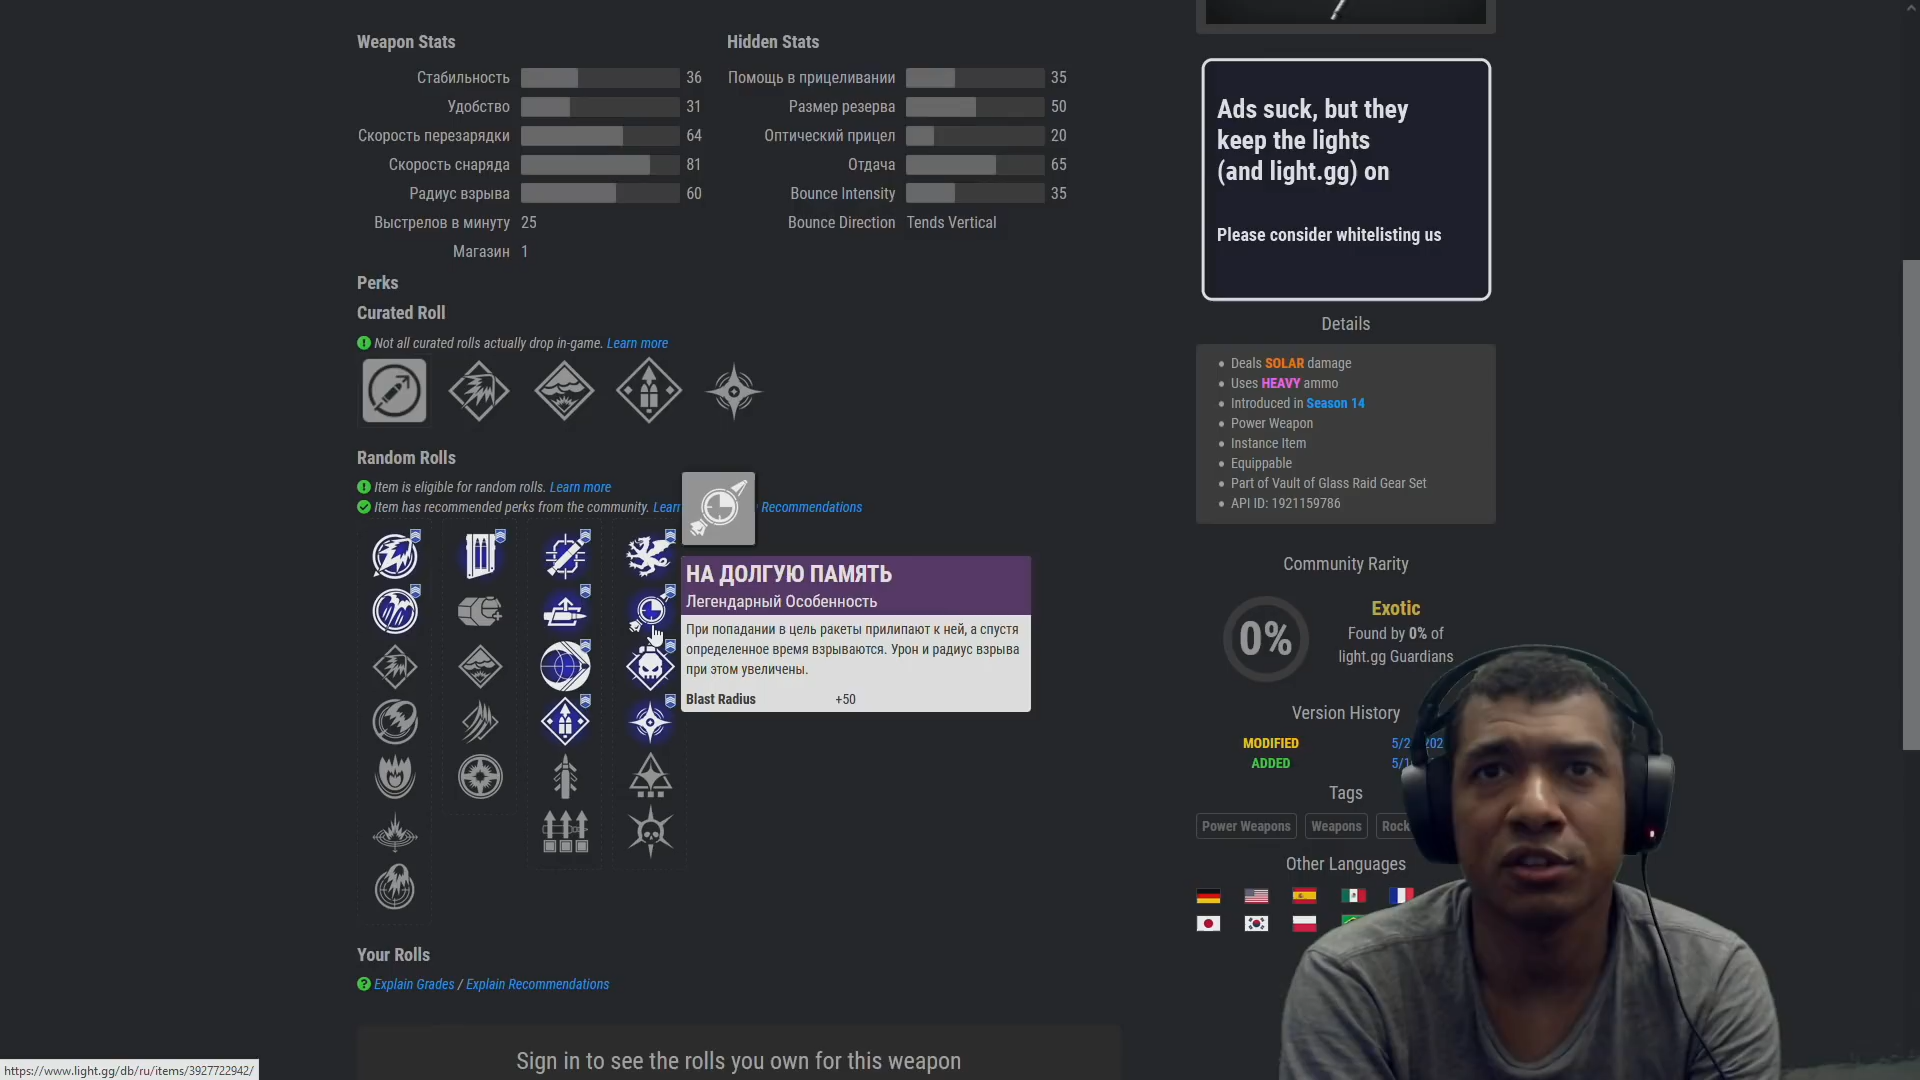 Weapon Stats
Стабильность 36
Удобство 31
Скорость перезарядки 64
Скорость снаряда 81
Радиус взрыва 60
Выстрелов в минуту 25
Магазин 1
Hidden Stats
Помощь в прицеливании 35
Размер резерва 50
Оптический прицел 20
Отдача 65
Bounce Intensity 35
Bounce Direction Tends Vertical
Perks
Curated Roll
Not all curated rolls actually drop in-game. Learn more
Random Rolls
Item is eligible for random rolls. Learn more
Item has recommended perks from the community. Recommendations
НА ДОЛГУЮ ПАМЯТЬ
Легендарный Особенность
При попадании в цель ракеты прилипают к ней, а спустя
определенное время взрываются. Урон и радиус взрыва
при этом увеличены.
Blast Radius +50
Your Rolls
Explain Grades / Explain Recommendations
Sign in to see the rolls you own for this weapon
https://www.light.gg/db/ru/items/3927722942/
Ads suck, but they
keep the lights
(and light.gg) on
Please consider whitelisting us
Details
Deals SOLAR damage
Uses HEAVY ammo
Introduced in Season 14
Power Weapon
Instance Item
Equippable
Part of Vault of Glass Raid Gear Set
API ID: 1921159786
Community Rarity
0%
Exotic
Found by 0% of
light.gg Guardians
Version History
MODIFIED
ADDED
Tags
Power Weapons Weapons
Other Languages